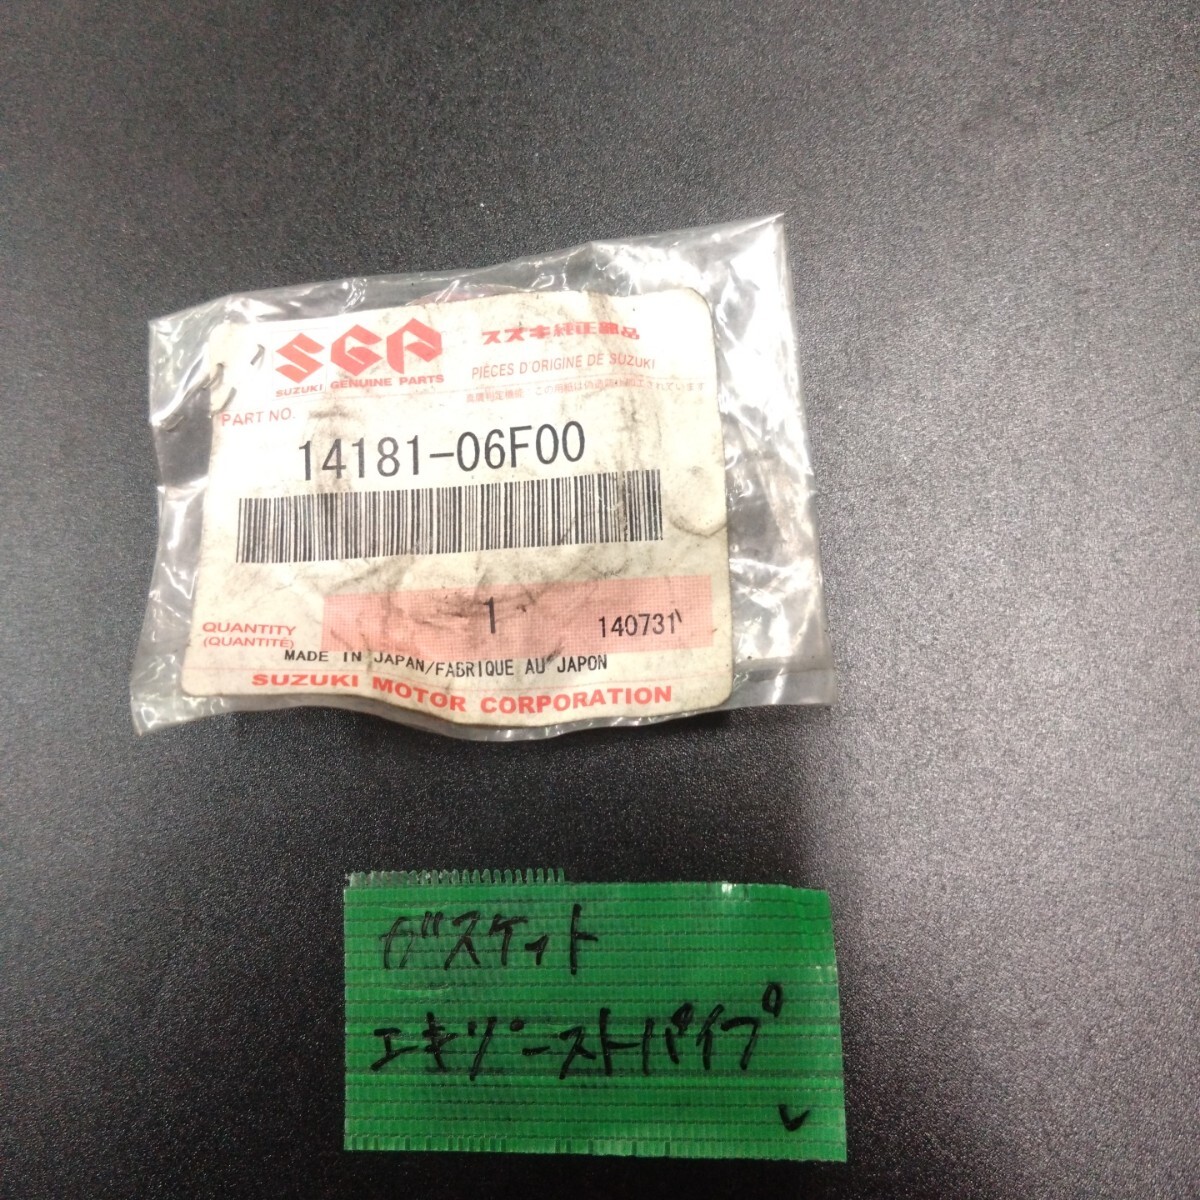 SGP
スズキ純正部品
SUZUKI GENUINE PARTS
PIÈCES D'ORIGINE DE SUZUKI
PART NO.
14181-06F00
1
140731
QUANTITY
(QUANTITÉ)
MADE IN JAPAN/FABRIQUE AU JAPON
SUZUKI MOTOR CORPORATION
ガスケット
エキゾーストパイプ